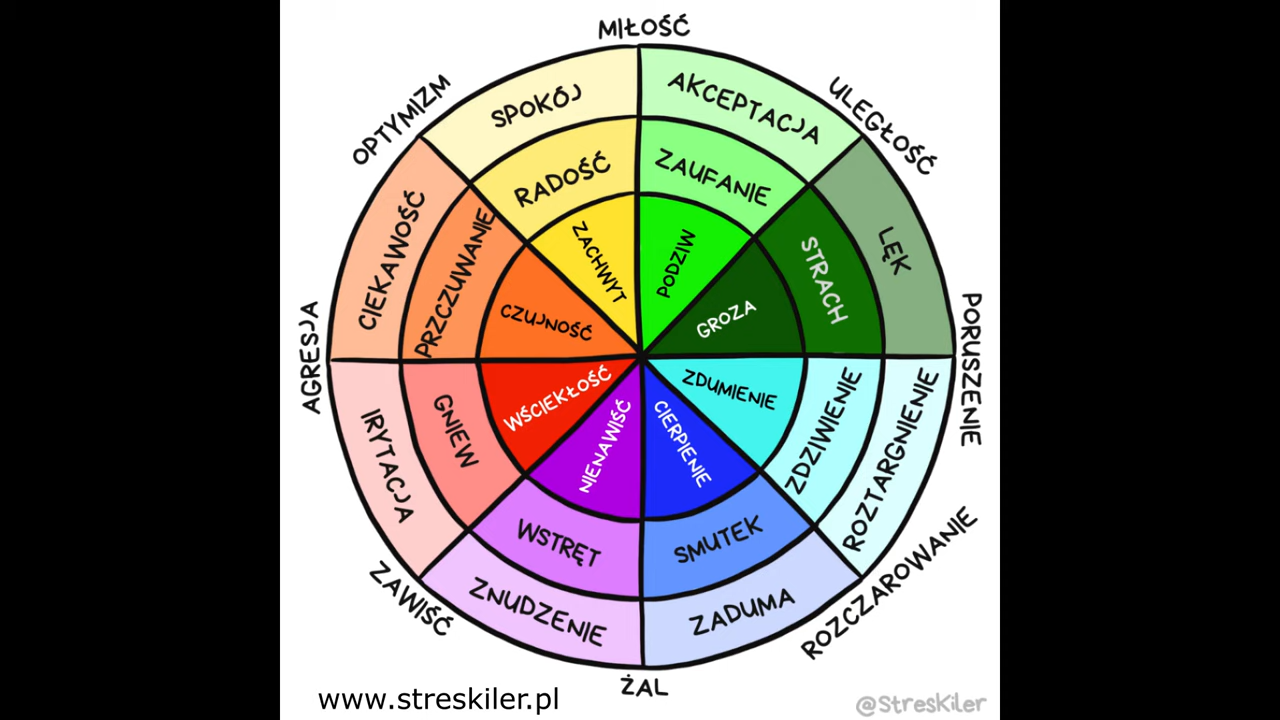 MIŁOŚĆ
OPTYMIZM
ULEGŁOŚĆ
SPOKÓJ
AKCEPTACJA
RADOŚĆ
ZAUFANIE
CIEKAWOŚĆ
PRZCZUWANIE
ZACHWYT
PODZIW
STRACH
LĘK
CZUJNOŚĆ
GROZA
AGRESJA
PORUSZENIE
WŚCIEKŁOŚĆ
ZDUMIENIE
IRYTACJA
GNIEW
NIENAWIŚĆ
CIERPIENIE
ZDZIWIENIE
ROZTARGNIENIE
WSTRĘT
SMUTEK
ZNUDZENIE
ZADUMA
ZAWIŚĆ
ROZCZAROWANIE
ŻAL
www.streskiler.pl
@StresKiler